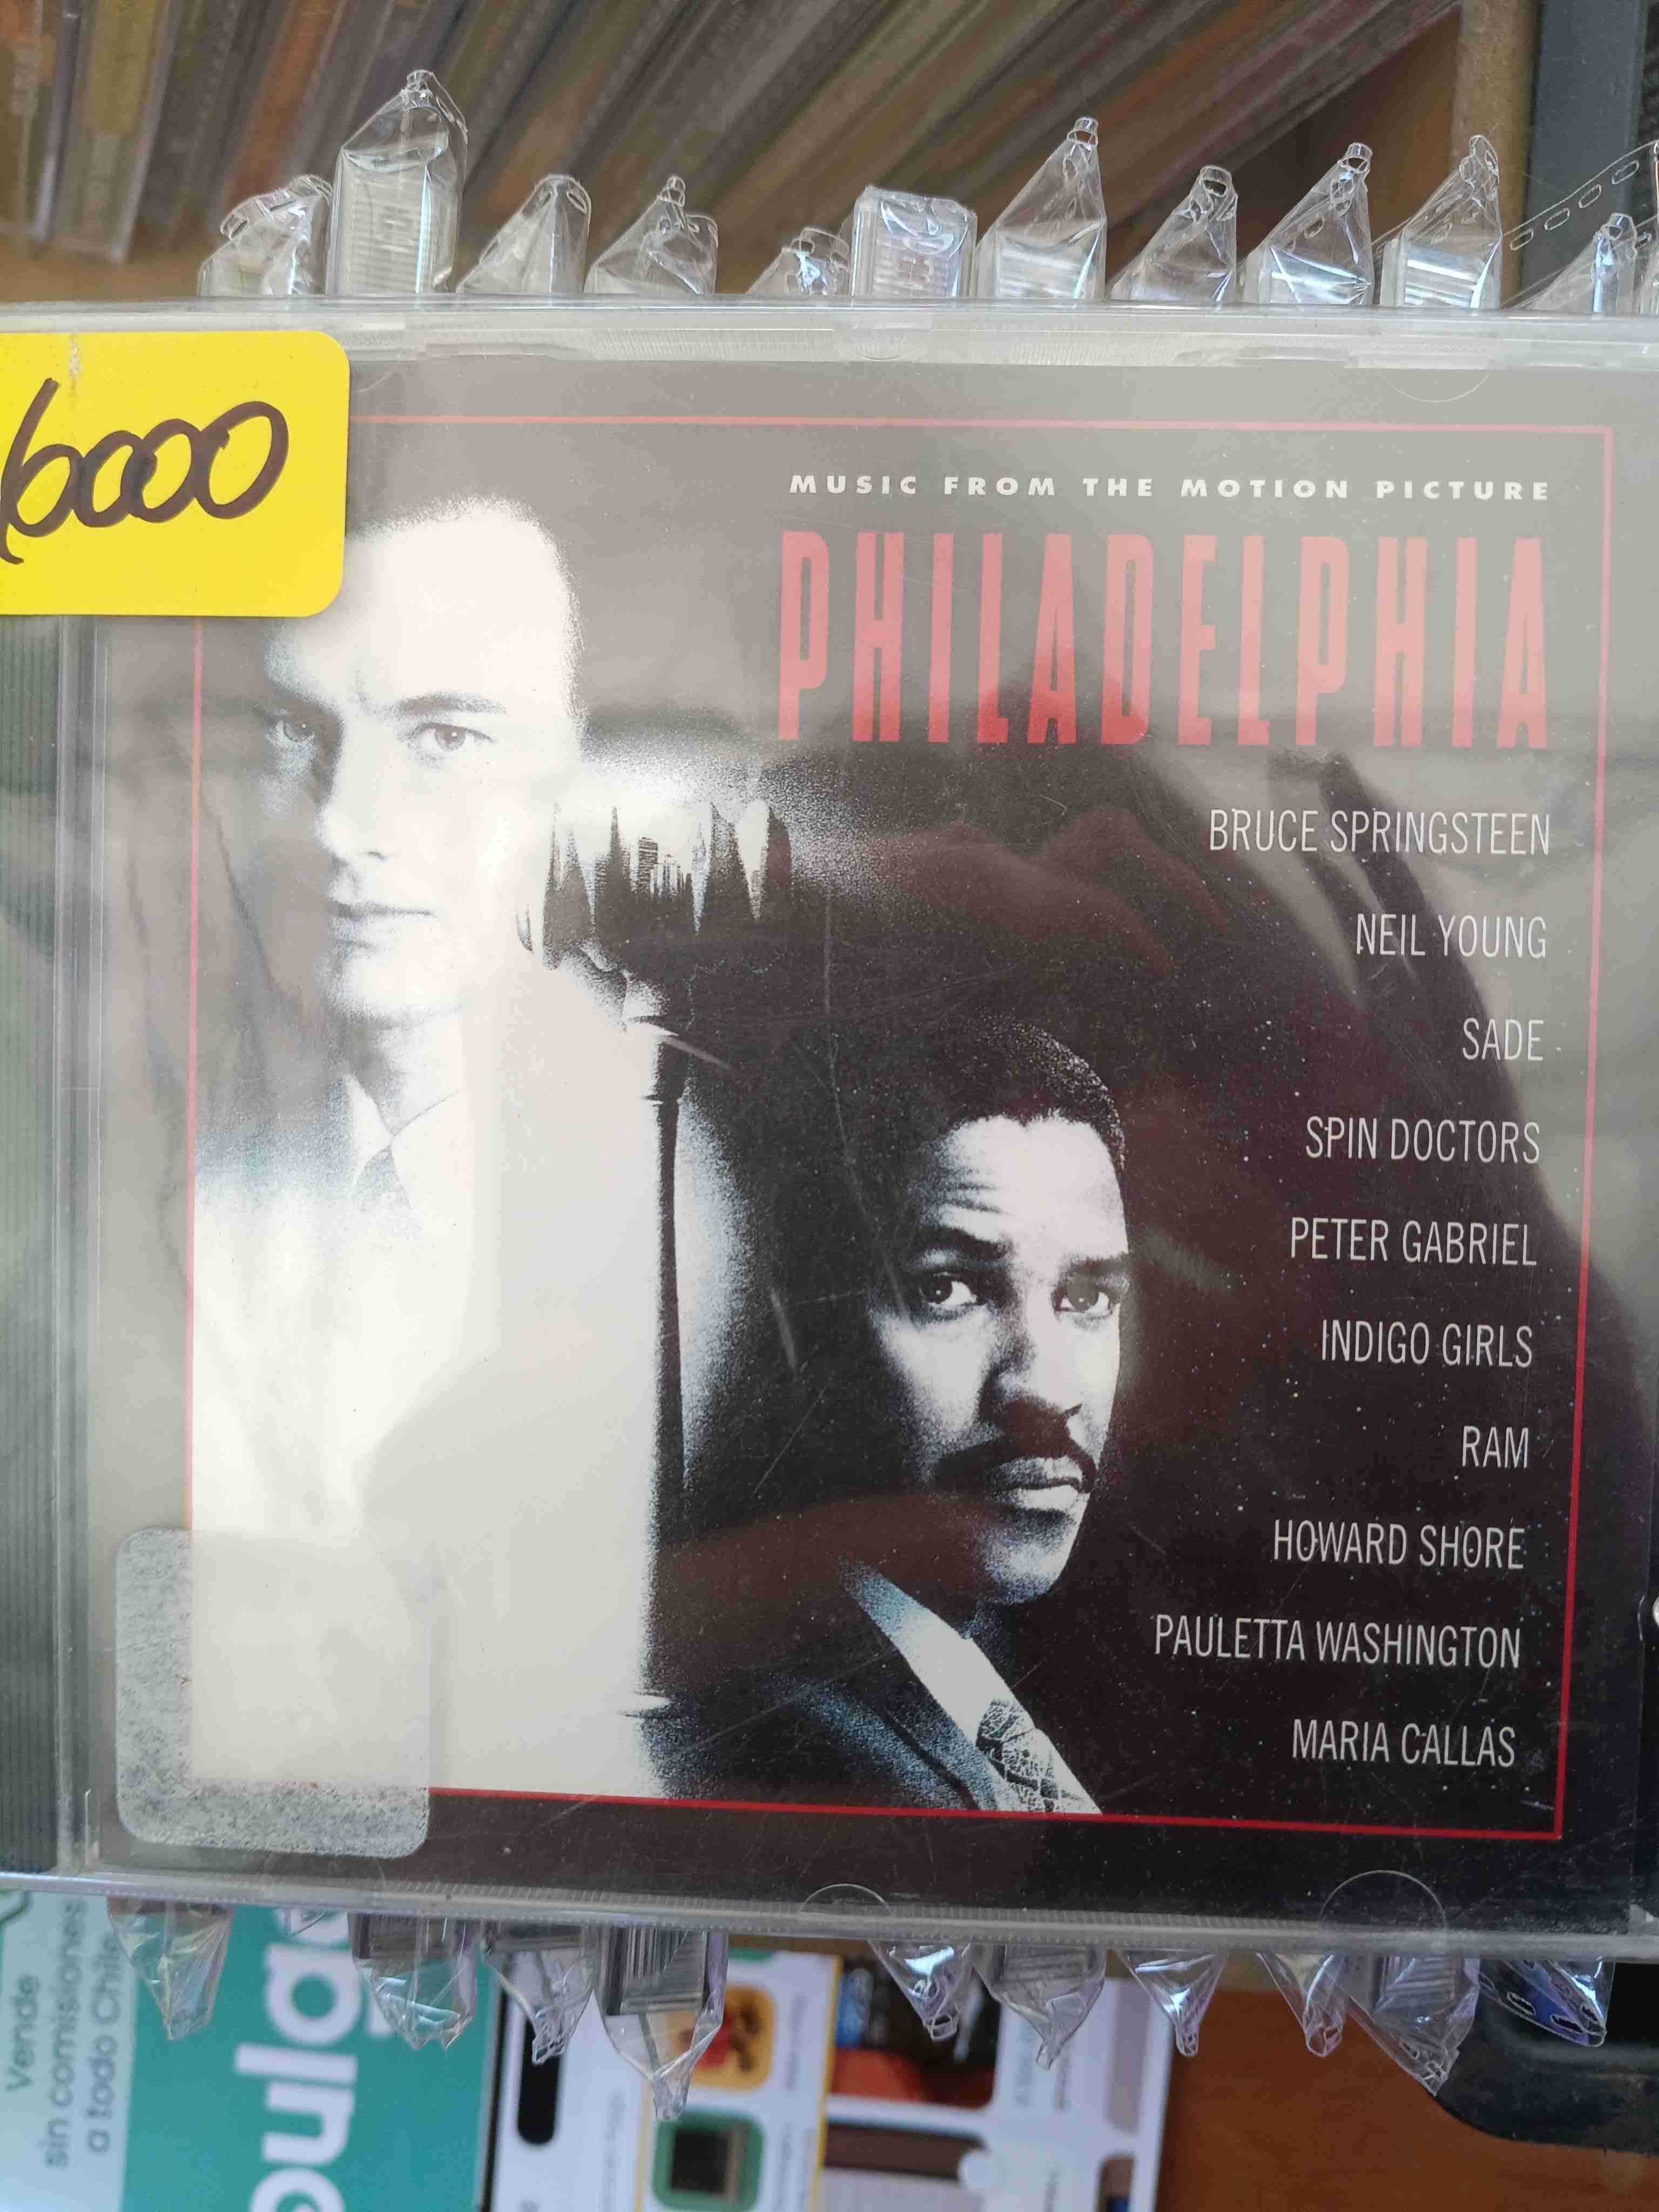 6000
MUSIC FROM THE MOTION PICTURE
PHILADELPHIA
BRUCE SPRINGSTEEN
NEIL YOUNG
SADE
SPIN DOCTORS
PETER GABRIEL
INDIGO GIRLS
RAM
HOWARD SHORE
PAULETTA WASHINGTON
MARIA CALLAS
Vende
sin comisiones
a todo Chile